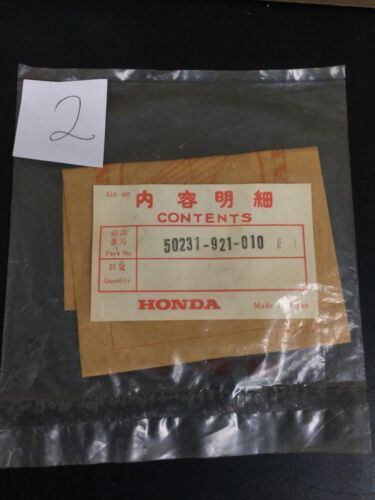 2
AIA
内容明細
CONTENTS
部品
番号
Parts No.
50231-921-010
数量
Quantity
HONDA
Made in Japan